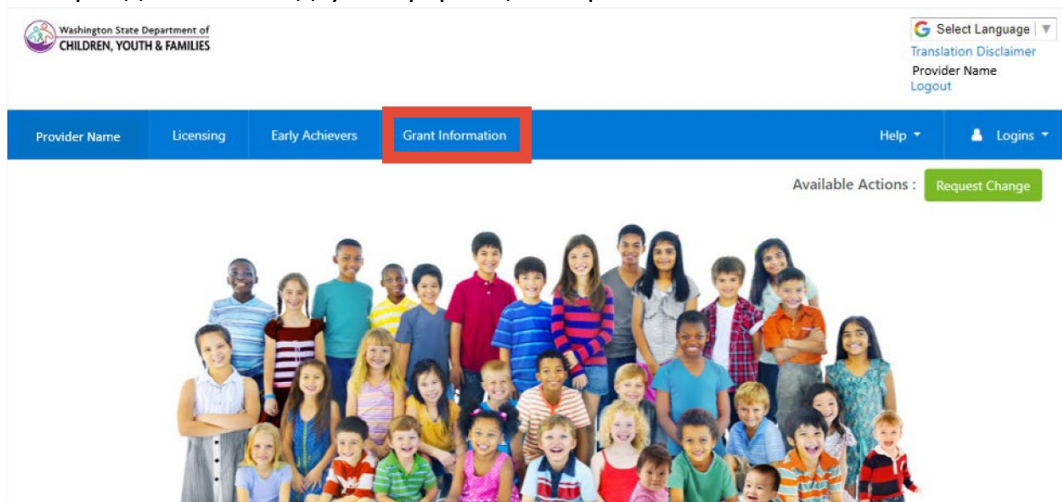 Washington State Department of
CHILDREN, YOUTH & FAMILIES
G Select Language ▼
Translation Disclaimer
Provider Name
Logout
Provider Name Licensing Early Achievers Grant Information Help Logins
Available Actions : Request Change